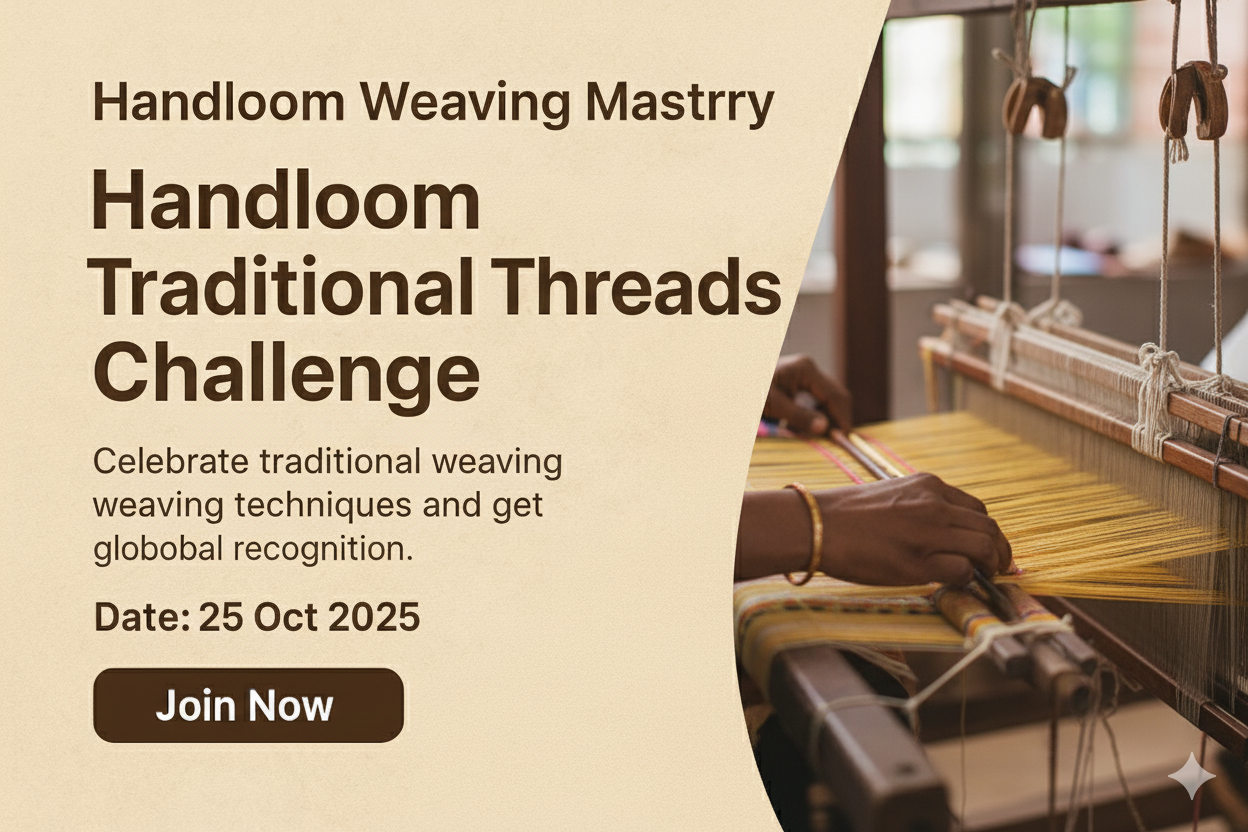 Handloom Weaving Mastrry
Handloom
Traditional Threads
Challenge
Celebrate traditional weaving
weaving techniques and get
globobal recognition.
Date: 25 Oct 2025
Join Now